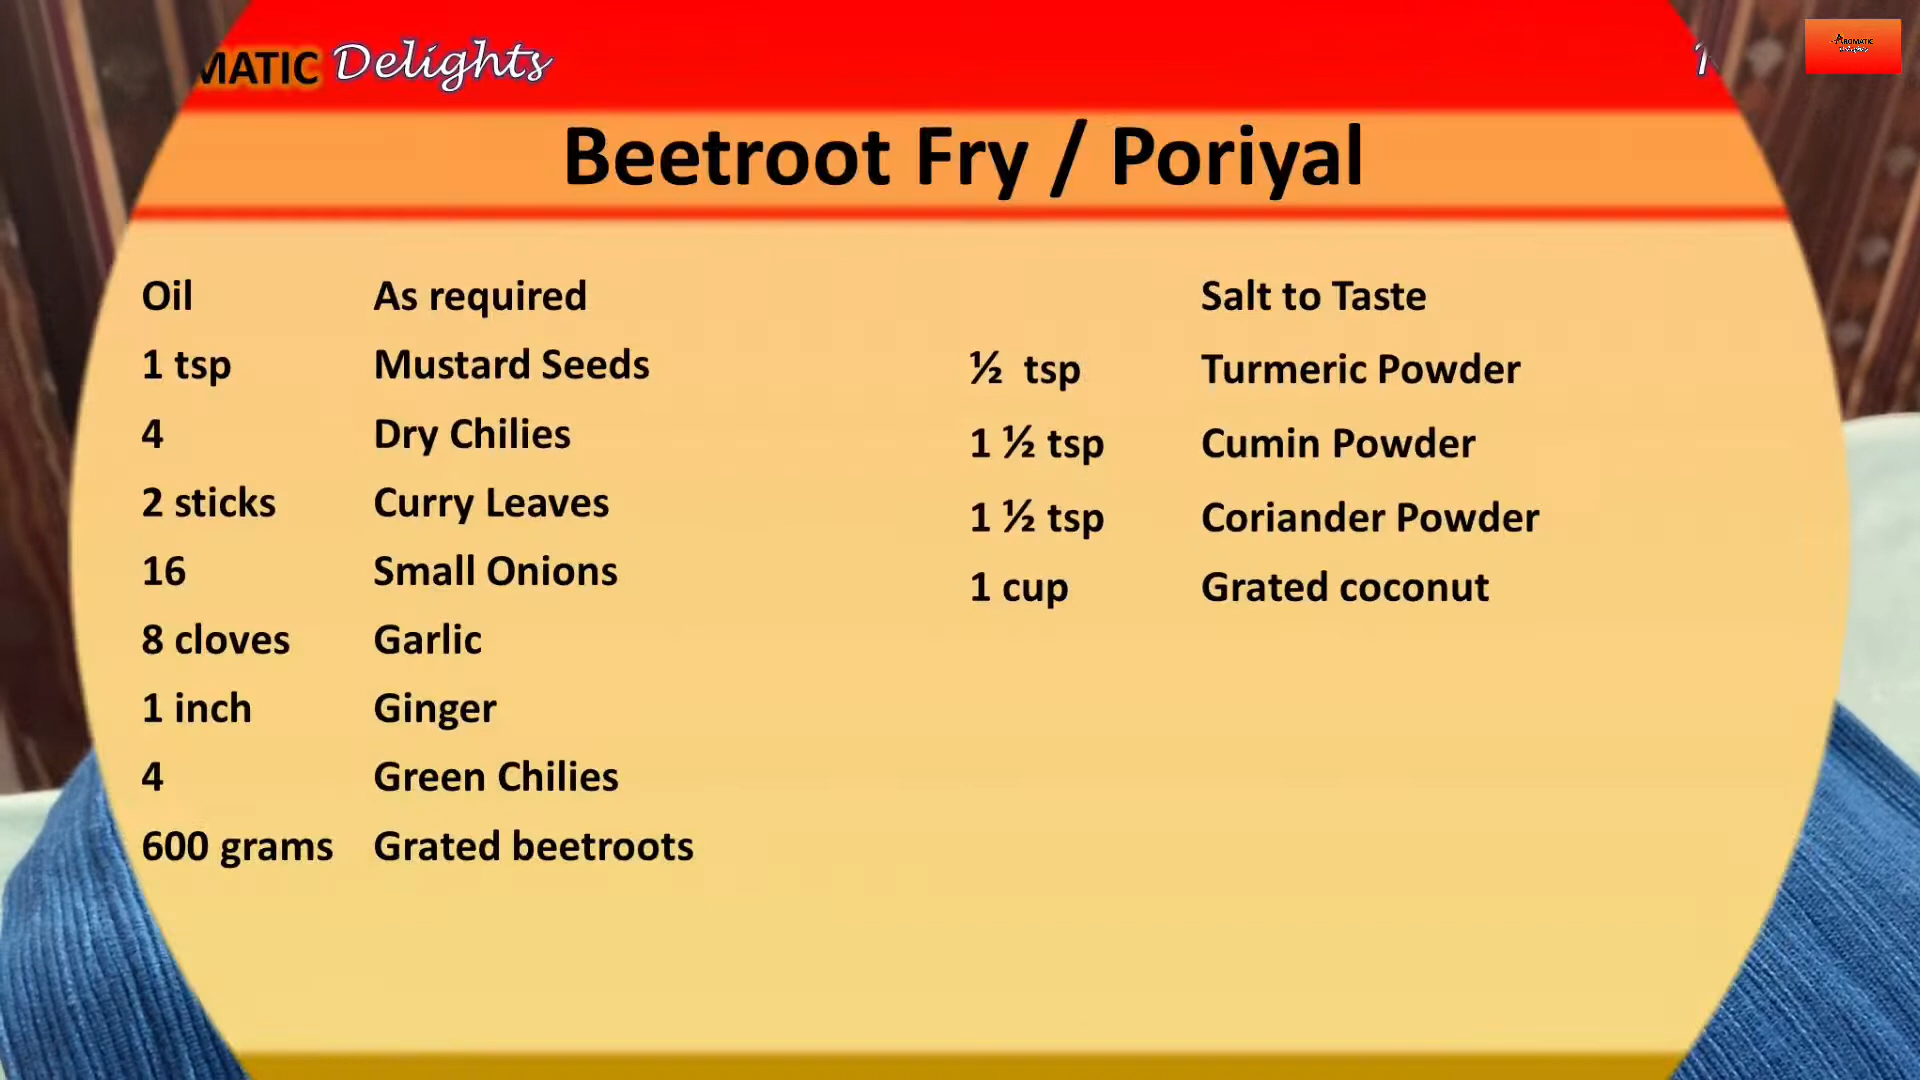 MATIC Delights
AROMATIC
Beetroot Fry / Poriyal
Oil As required
1 tsp Mustard Seeds
4 Dry Chilies
2 sticks Curry Leaves
16 Small Onions
8 cloves Garlic
1 inch Ginger
4 Green Chilies
600 grams Grated beetroots
Salt to Taste
½ tsp Turmeric Powder
1 ½ tsp Cumin Powder
1 ½ tsp Coriander Powder
1 cup Grated coconut